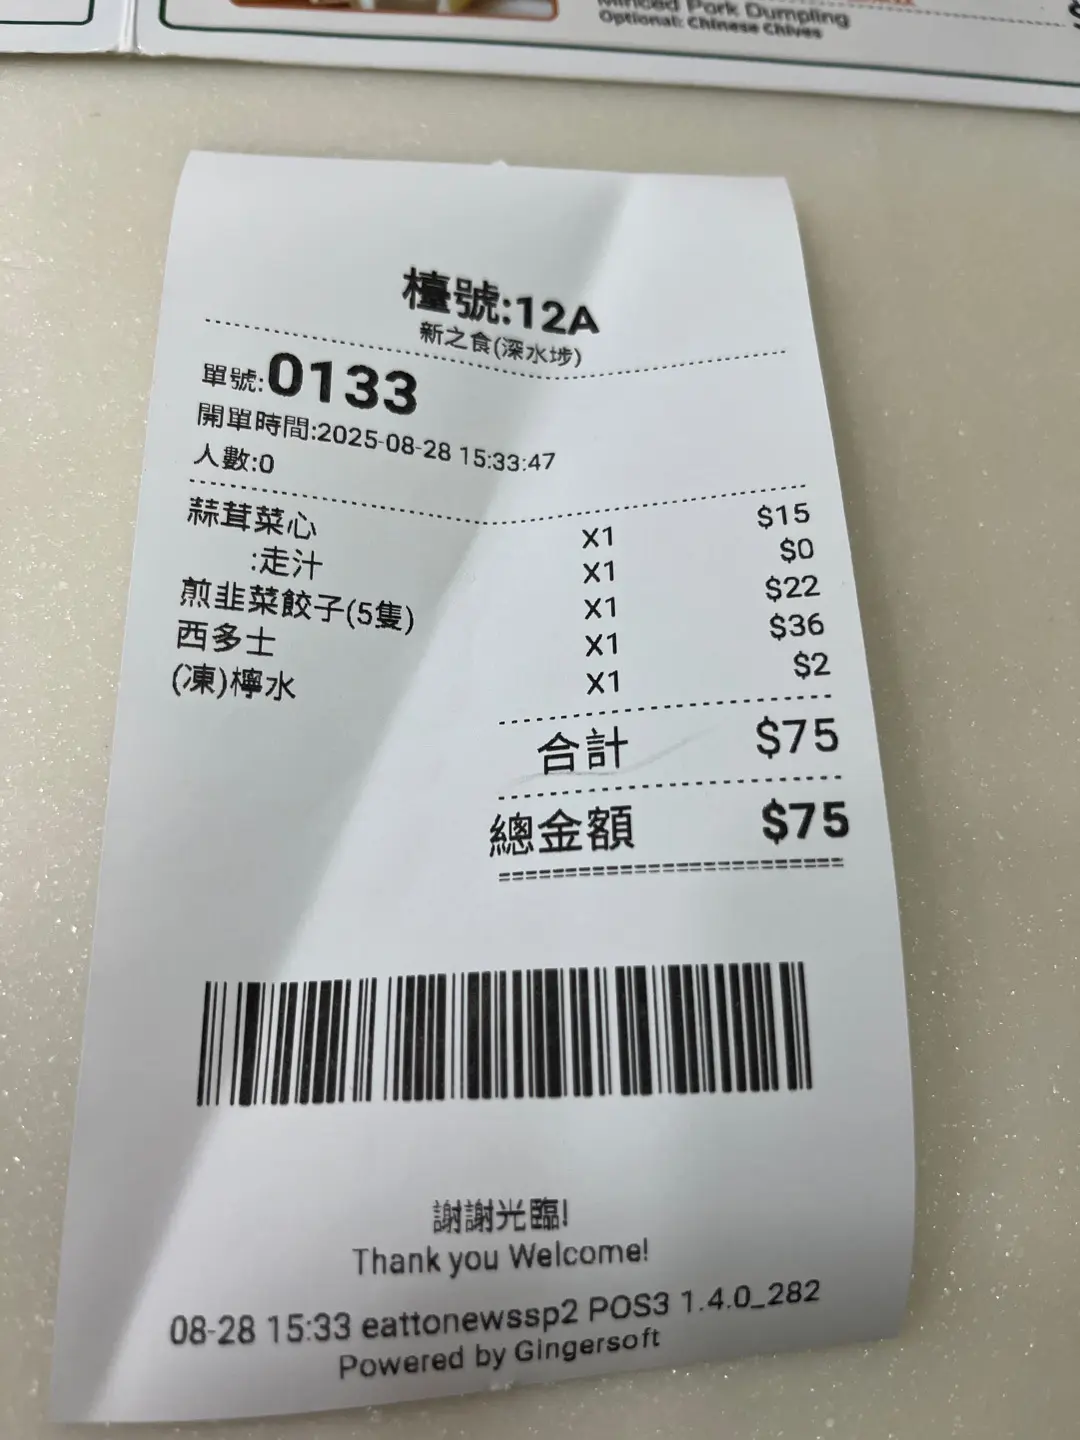 Minced Pork Dumpling
Optional: Chinese Chives
檯號:12A
新之食(深水埗)
單號:0133
開單時間:2025-08-28 15:33:47
人數:0
蒜茸菜心 X1 $15
:走汁 X1 $0
煎韭菜餃子(5隻) X1 $22
西多士 X1 $36
(凍)檸水 X1 $2
合計 $75
總金額 $75
謝謝光臨!
Thank you Welcome!
08-28 15:33 eattonewssp2 POS3 1.4.0_282
Powered by Gingersoft